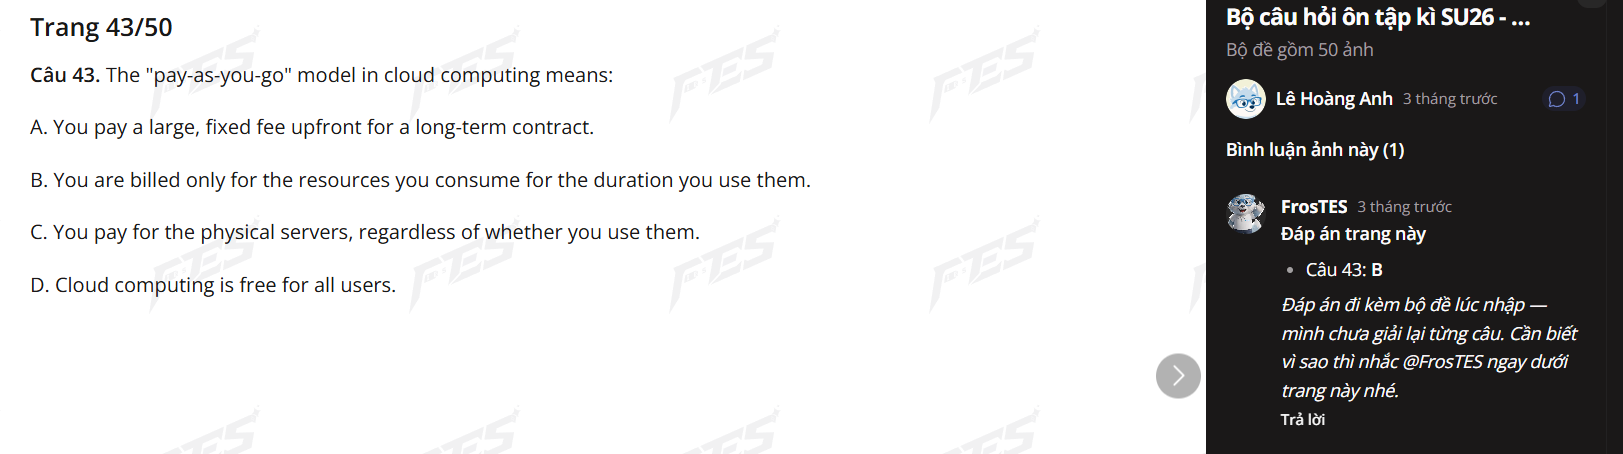 Trang 43/50
Câu 43. The "pay-as-you-go" model in cloud computing means:
A. You pay a large, fixed fee upfront for a long-term contract.
B. You are billed only for the resources you consume for the duration you use them.
C. You pay for the physical servers, regardless of whether you use them.
D. Cloud computing is free for all users.
Bộ câu hỏi ôn tập kì SU26 - ...
Bộ đề gồm 50 ảnh
Lê Hoàng Anh 3 tháng trước 1
Bình luận ảnh này (1)
FrosTES 3 tháng trước
Đáp án trang này
• Câu 43: B
Đáp án đi kèm bộ đề lúc nhập —
mình chưa giải lại từng câu. Cần biết
vì sao thì nhắc @FrosTES ngay dưới
trang này nhé.
Trả lời